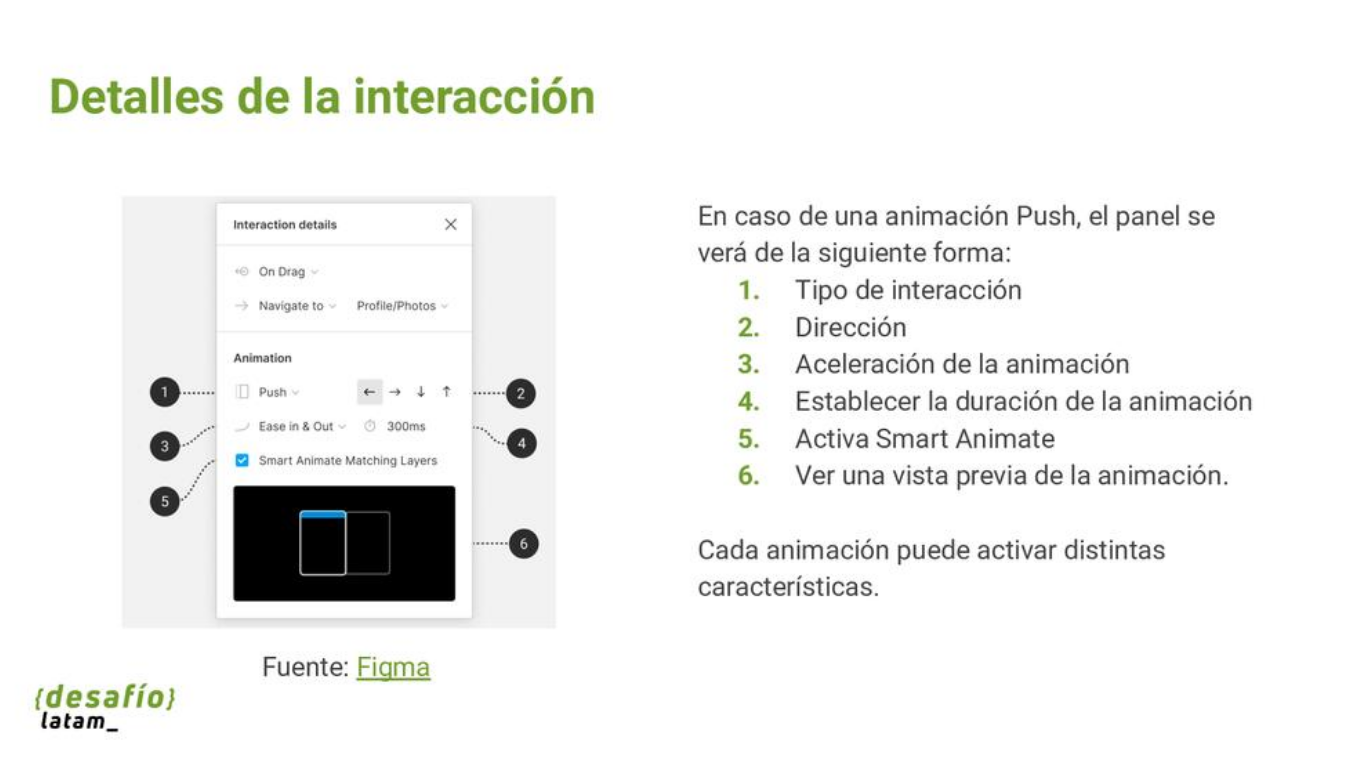 Detalles de la interacción
Interaction details
On Drag
Navigate to Profile/Photos
Animation
1 Push ← → ↓ ↑ 2
3 Ease in & Out 300ms 4
5 Smart Animate Matching Layers
6
Fuente: Figma
En caso de una animación Push, el panel se
verá de la siguiente forma:
1. Tipo de interacción
2. Dirección
3. Aceleración de la animación
4. Establecer la duración de la animación
5. Activa Smart Animate
6. Ver una vista previa de la animación.
Cada animación puede activar distintas
características.
{desafío}
latam_